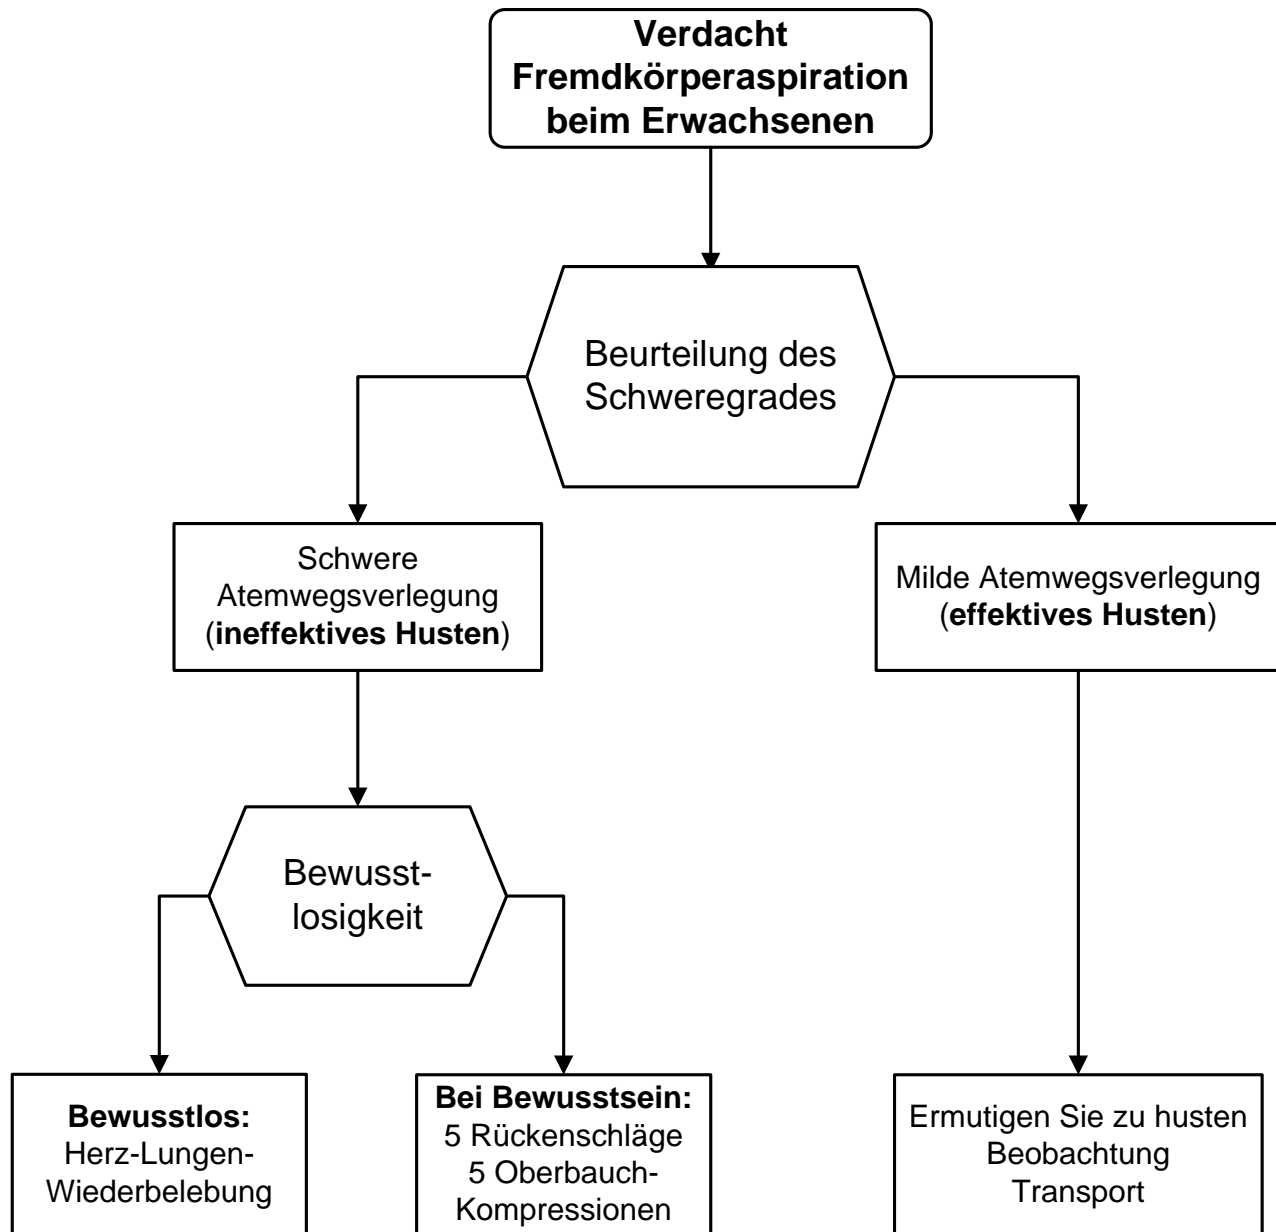 Verdacht
Fremdkörperaspiration
beim Erwachsenen
Beurteilung des
Schweregrades
Schwere
Atemwegsverlegung
(ineffektives Husten)
Milde Atemwegsverlegung
(effektives Husten)
Bewusst-
losigkeit
Bewusstlos:
Herz-Lungen-
Wiederbelebung
Bei Bewusstsein:
5 Rückenschläge
5 Oberbauch-
Kompressionen
Ermutigen Sie zu husten
Beobachtung
Transport